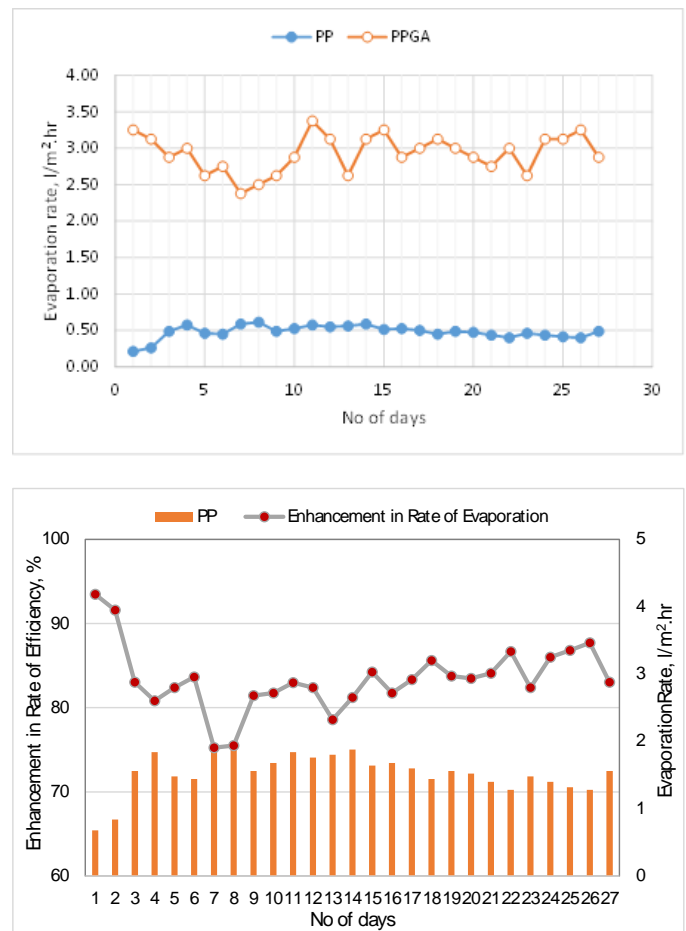 PP PPGA
4.00
3.50
3.00
2.50
2.00
1.50
1.00
0.50
0.00
Evaporation rate, l/m².hr
0 5 10 15 20 25 30
No of days
PP Enhancement in Rate of Evaporation
100
90
80
70
60
Enhancement in Rate of Efficiency, %
5
4
3
2
1
0
EvaporationRate, l/m².hr
1 2 3 4 5 6 7 8 9 10 11 12 13 14 15 16 17 18 19 20 21 22 23 24 25 26 27
No of days